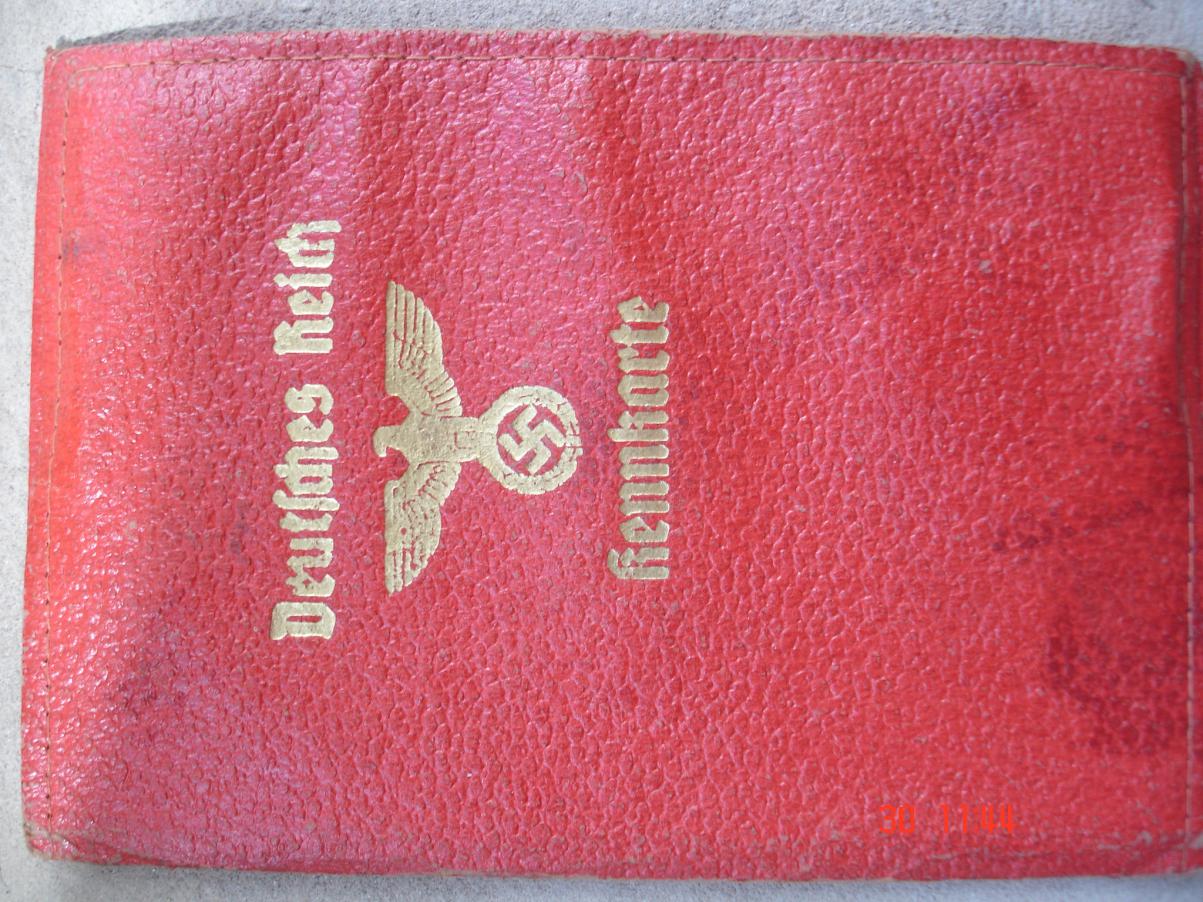 Deutsches Reich
Kennkarte
30 11:44